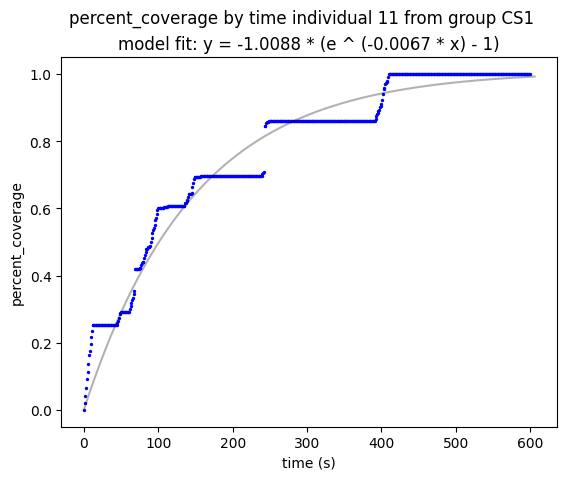 percent_coverage by time individual 11 from group CS1
model fit: y = -1.0088 * (e ^ (-0.0067 * x) - 1)
1.0
0.8
0.6
0.4
0.2
0.0
percent_coverage
0 100 200 300 400 500 600
time (s)